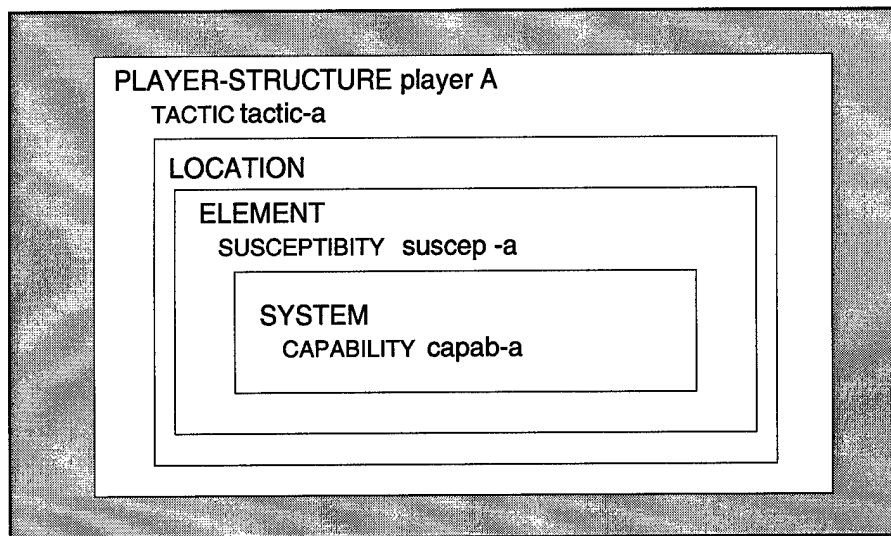 PLAYER-STRUCTURE player A
TACTIC tactic-a
LOCATION
ELEMENT
SUSCEPTIBITY suscep -a
SYSTEM
CAPABILITY capab-a